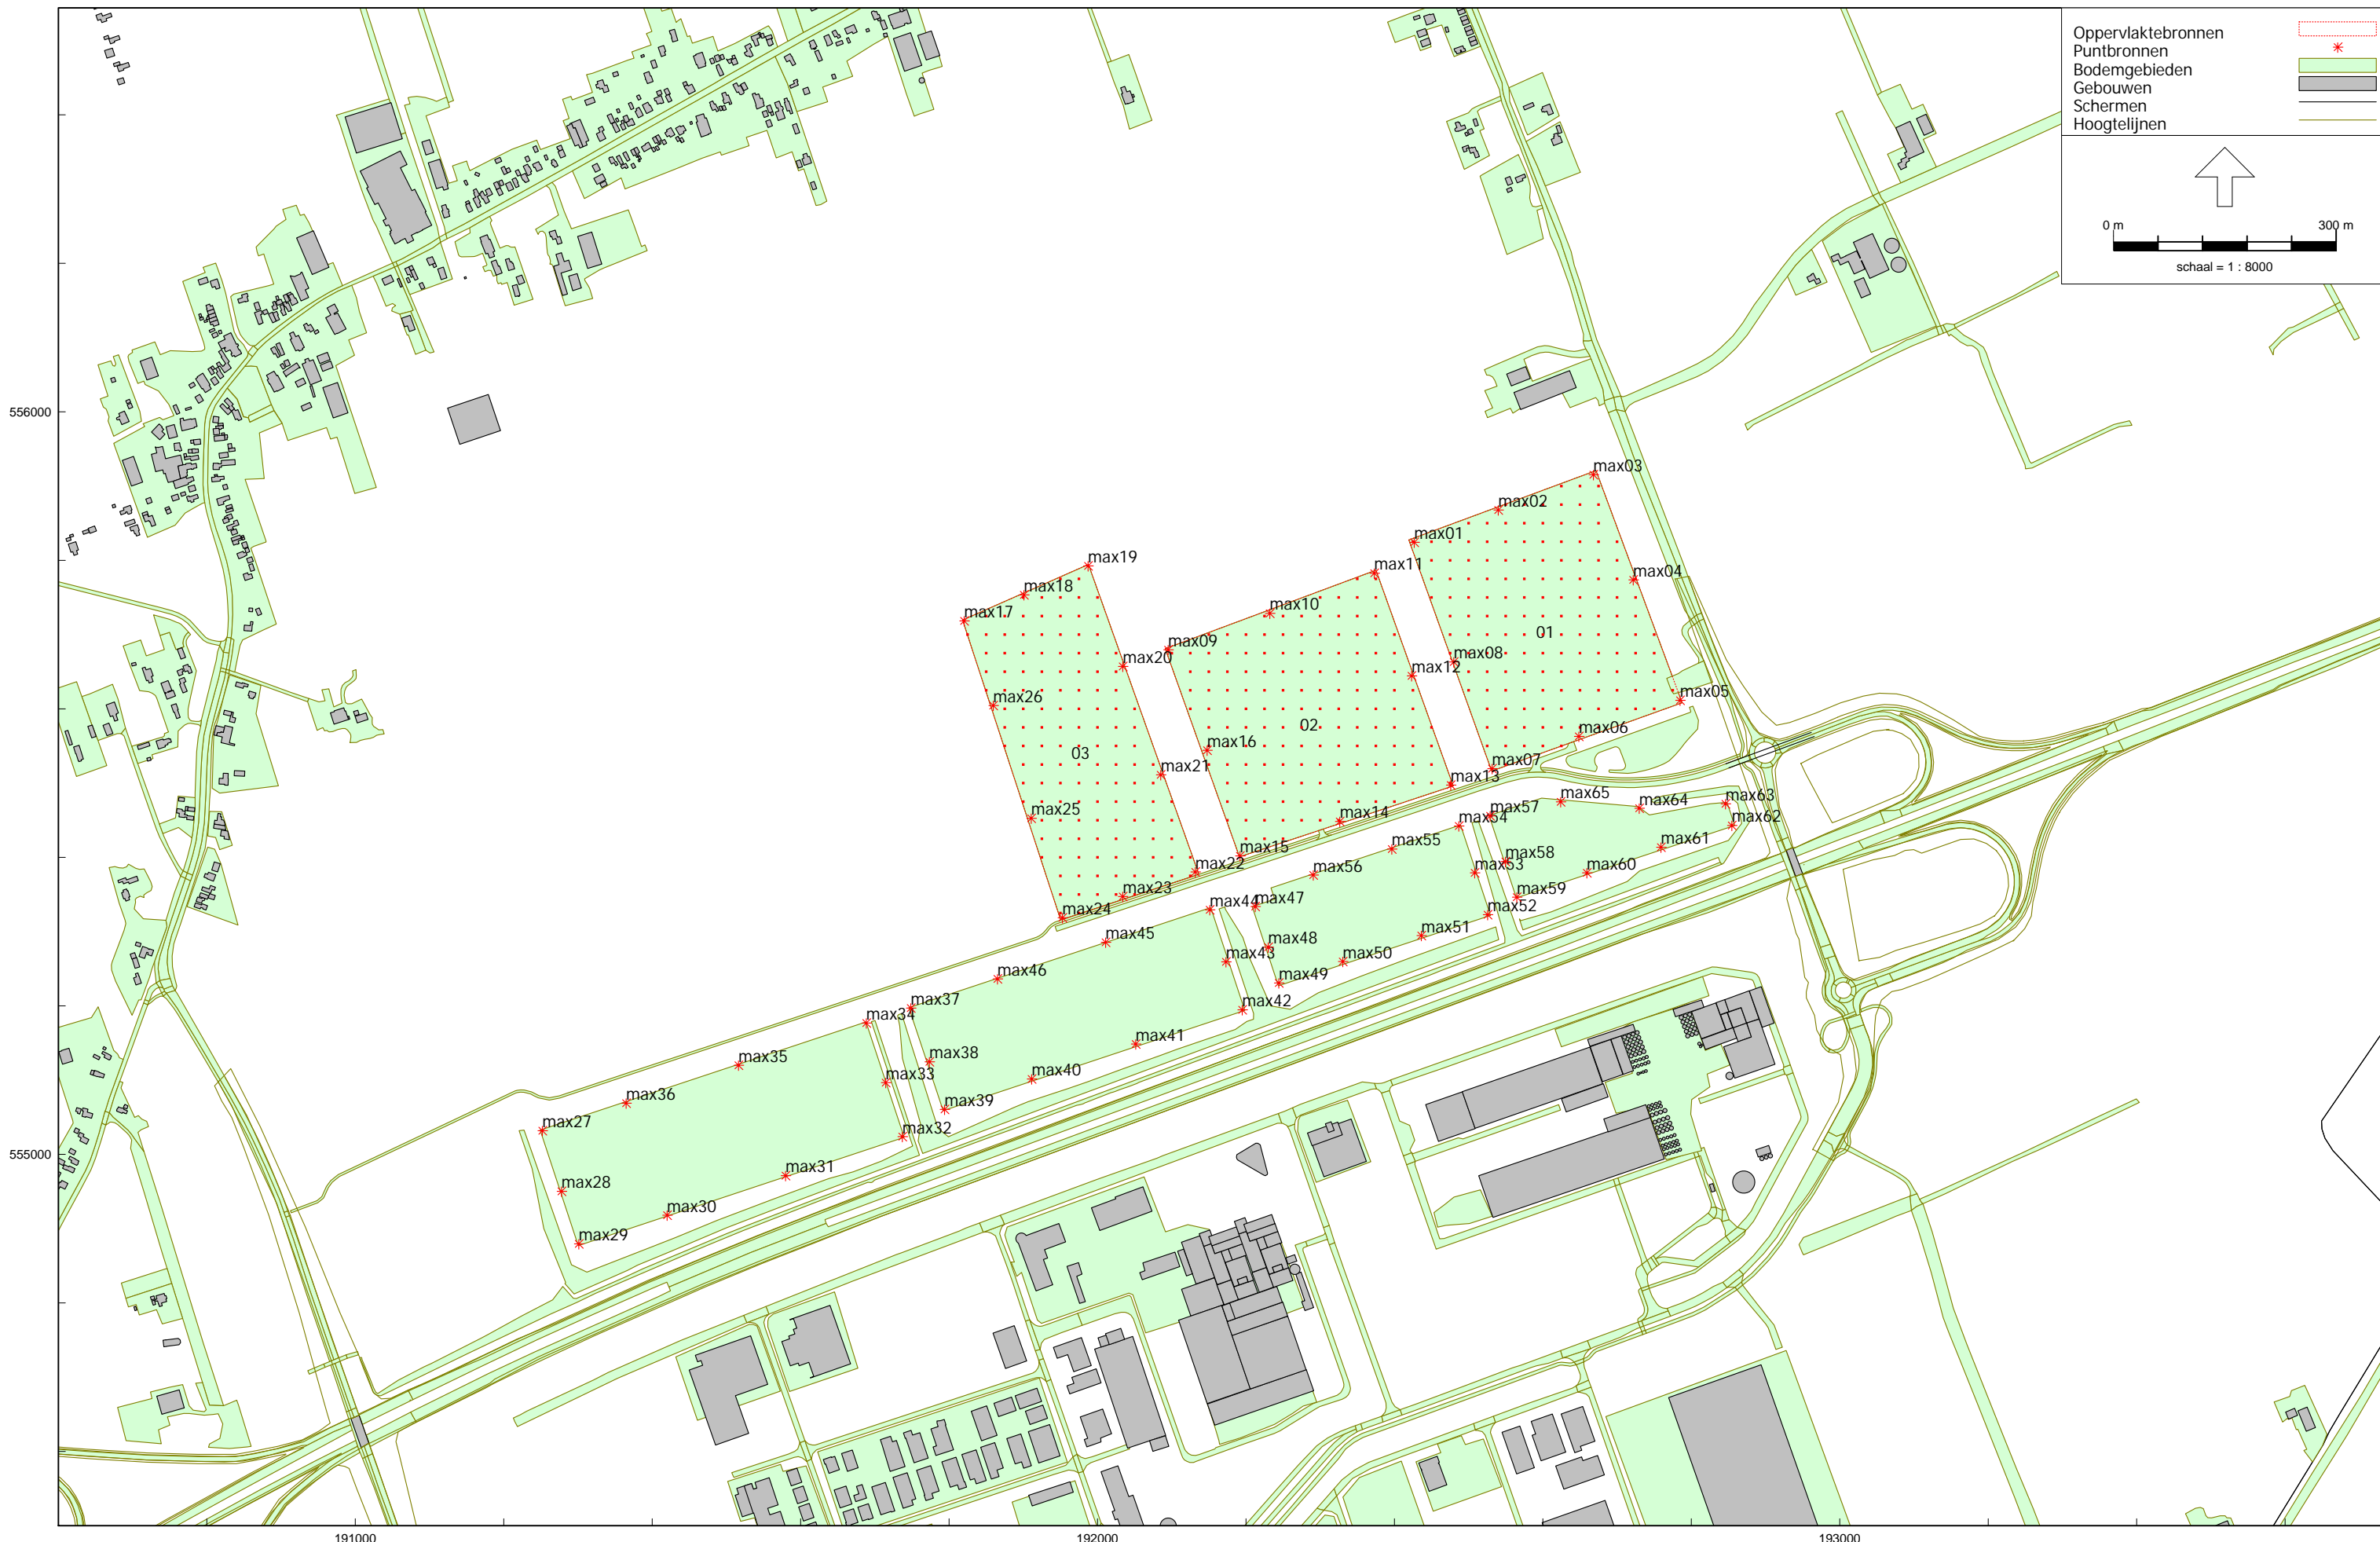 Oppervlaktebronnen
Puntbronnen
Bodemgebieden
Gebouwen
Schermen
Hoogtelijnen
0 m 300 m
schaal = 1 : 8000
556000
max03
max02
max01
max19
max11
max04
max18
max10
max17
01
max09
max08
max20
max12
max05
max26
02
max06
max16
03
max07
max21
max13
max65
max63
max64
max57
max25
max14
max54
max62
max55
max61
max15
max58
max53
max22
max56
max60
max23
max59
max47
max44
max24
max52
max45
max51
max48
max43
max50
max46
max49
max37
max42
max34
max41
max38
max35
max33
max40
max36
max39
max27
max32
555000
max31
max28
max30
max29
191000 192000 193000